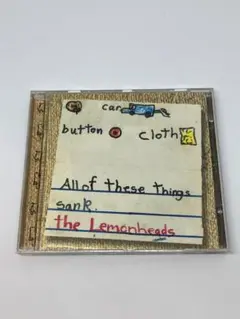 car
button cloth
All of these things
sank.
the Lemonheads